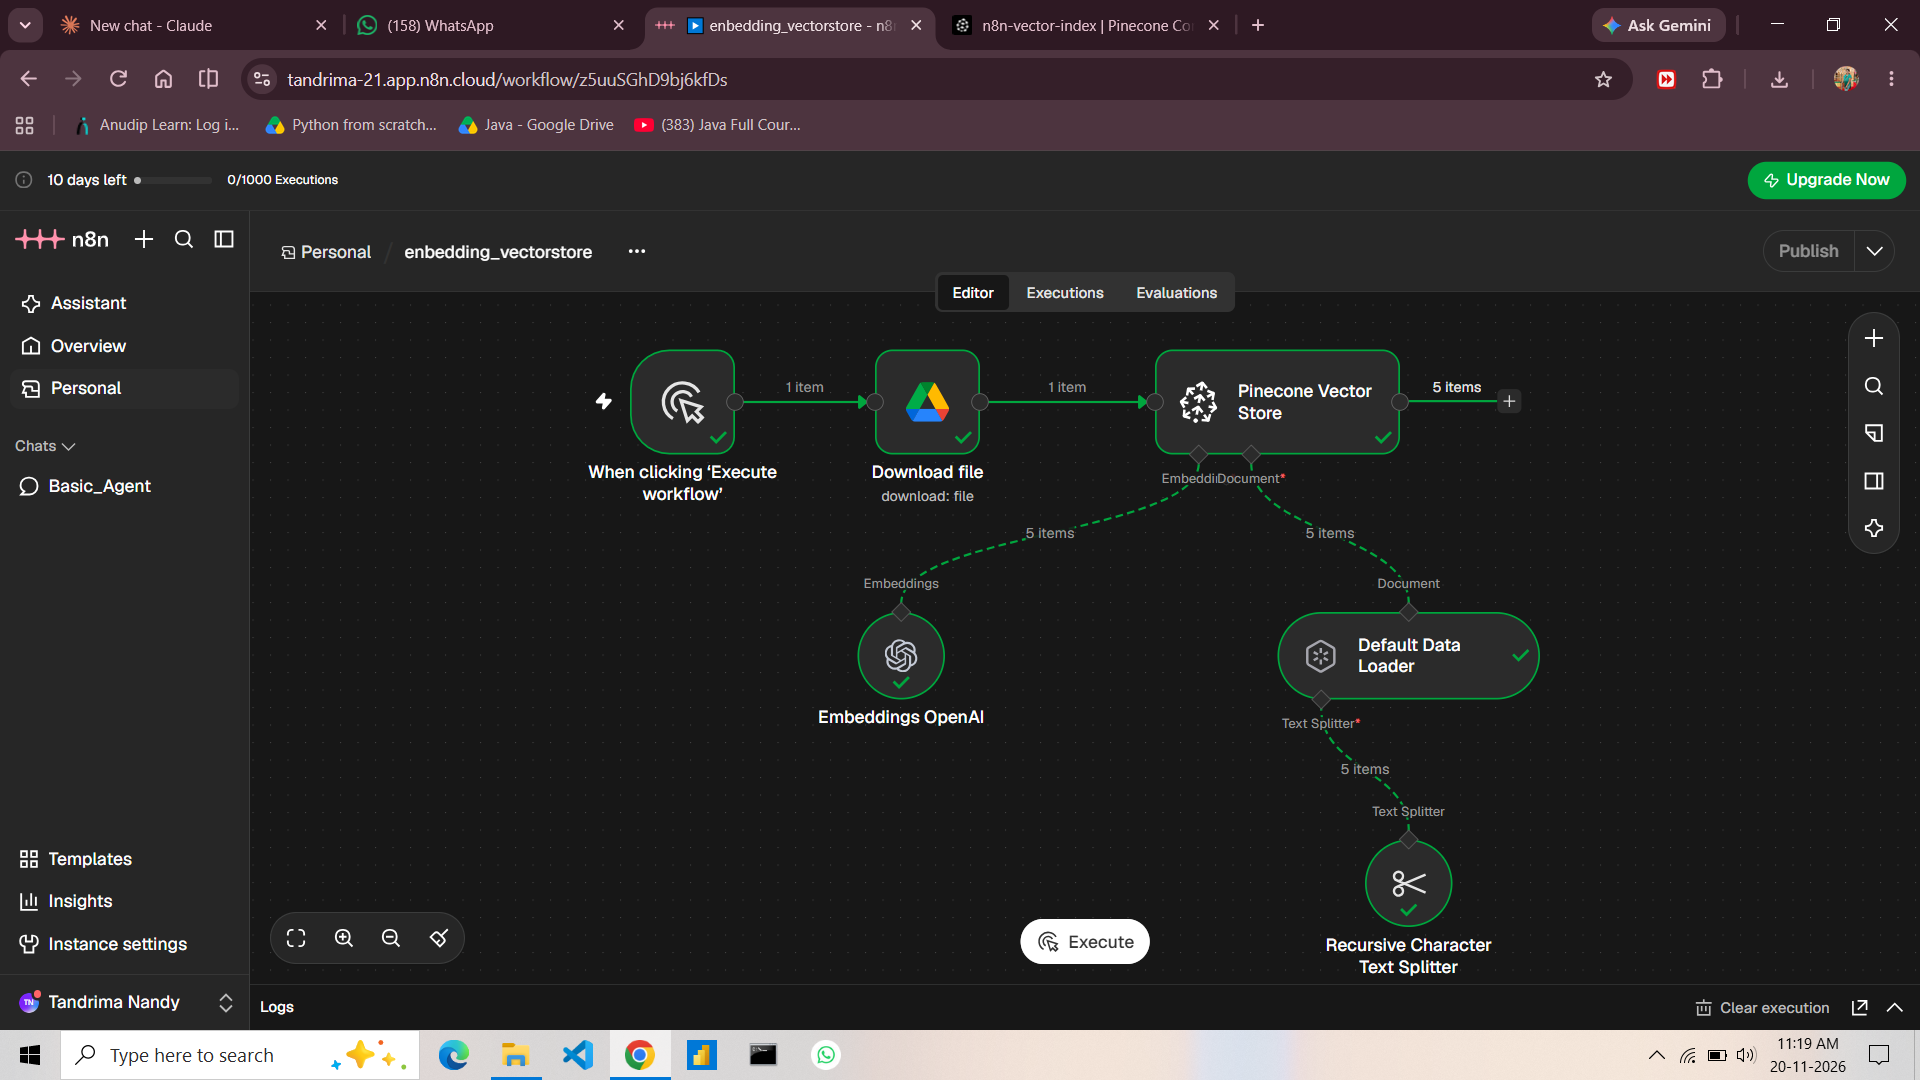 New chat - Claude
(158) WhatsApp
enbedding_vectorstore - n8
n8n-vector-index | Pinecone Co
Ask Gemini
tandrima-21.app.n8n.cloud/workflow/z5uuSGhD9bj6kfDs
Anudip Learn: Log i...
Python from scratch...
Java - Google Drive
(383) Java Full Cour...
10 days left
0/1000 Executions
Upgrade Now
n8n
Personal / enbedding_vectorstore
Publish
Editor
Executions
Evaluations
Assistant
Overview
Personal
Chats
Basic_Agent
1 item
1 item
5 items
Pinecone Vector
Store
When clicking ‘Execute
workflow’
Download file
download: file
Embeddi
Document*
5 items
5 items
Embeddings
Document
Default Data
Loader
Embeddings OpenAI
Text Splitter*
5 items
Text Splitter
Recursive Character
Text Splitter
Execute
Templates
Insights
Instance settings
TN
Tandrima Nandy
Logs
Clear execution
Type here to search
11:19 AM
20-11-2026